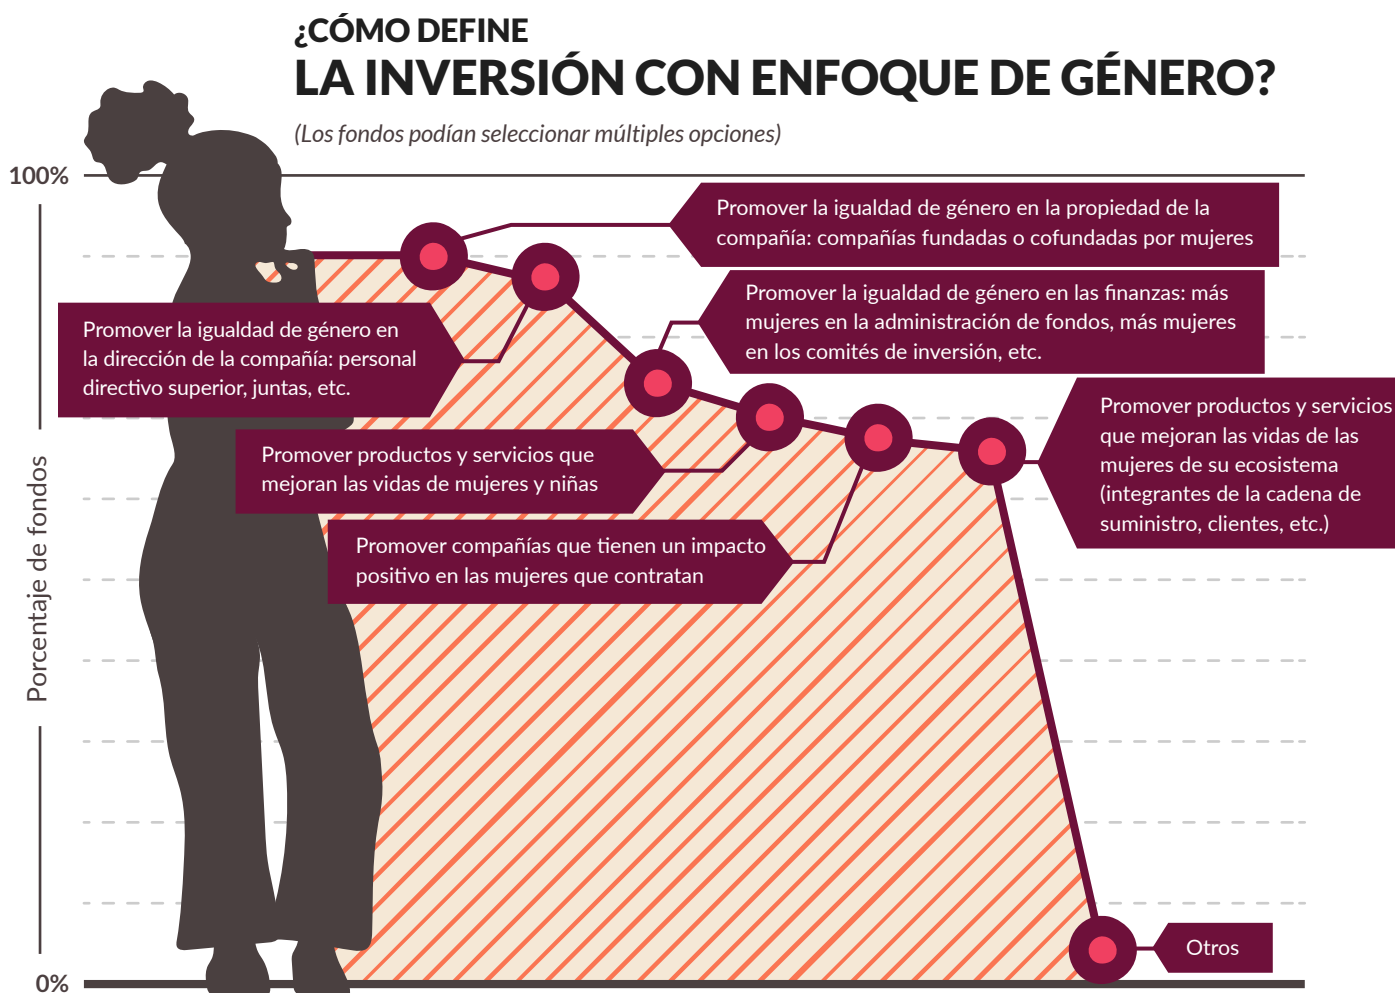 ¿CÓMO DEFINE
LA INVERSIÓN CON ENFOQUE DE GÉNERO?
(Los fondos podían seleccionar múltiples opciones)
100%
Promover la igualdad de género en la propiedad de la
compañía: compañías fundadas o cofundadas por mujeres
Promover la igualdad de género en las finanzas: más
mujeres en la administración de fondos, más mujeres
en los comités de inversión, etc.
Promover la igualdad de género en
la dirección de la compañía: personal
directivo superior, juntas, etc.
Promover productos y servicios
que mejoran las vidas de las
mujeres de su ecosistema
(integrantes de la cadena de
suministro, clientes, etc.)
Promover productos y servicios que
mejoran las vidas de mujeres y niñas
Promover compañías que tienen un impacto
positivo en las mujeres que contratan
Porcentaje de fondos
Otros
0%